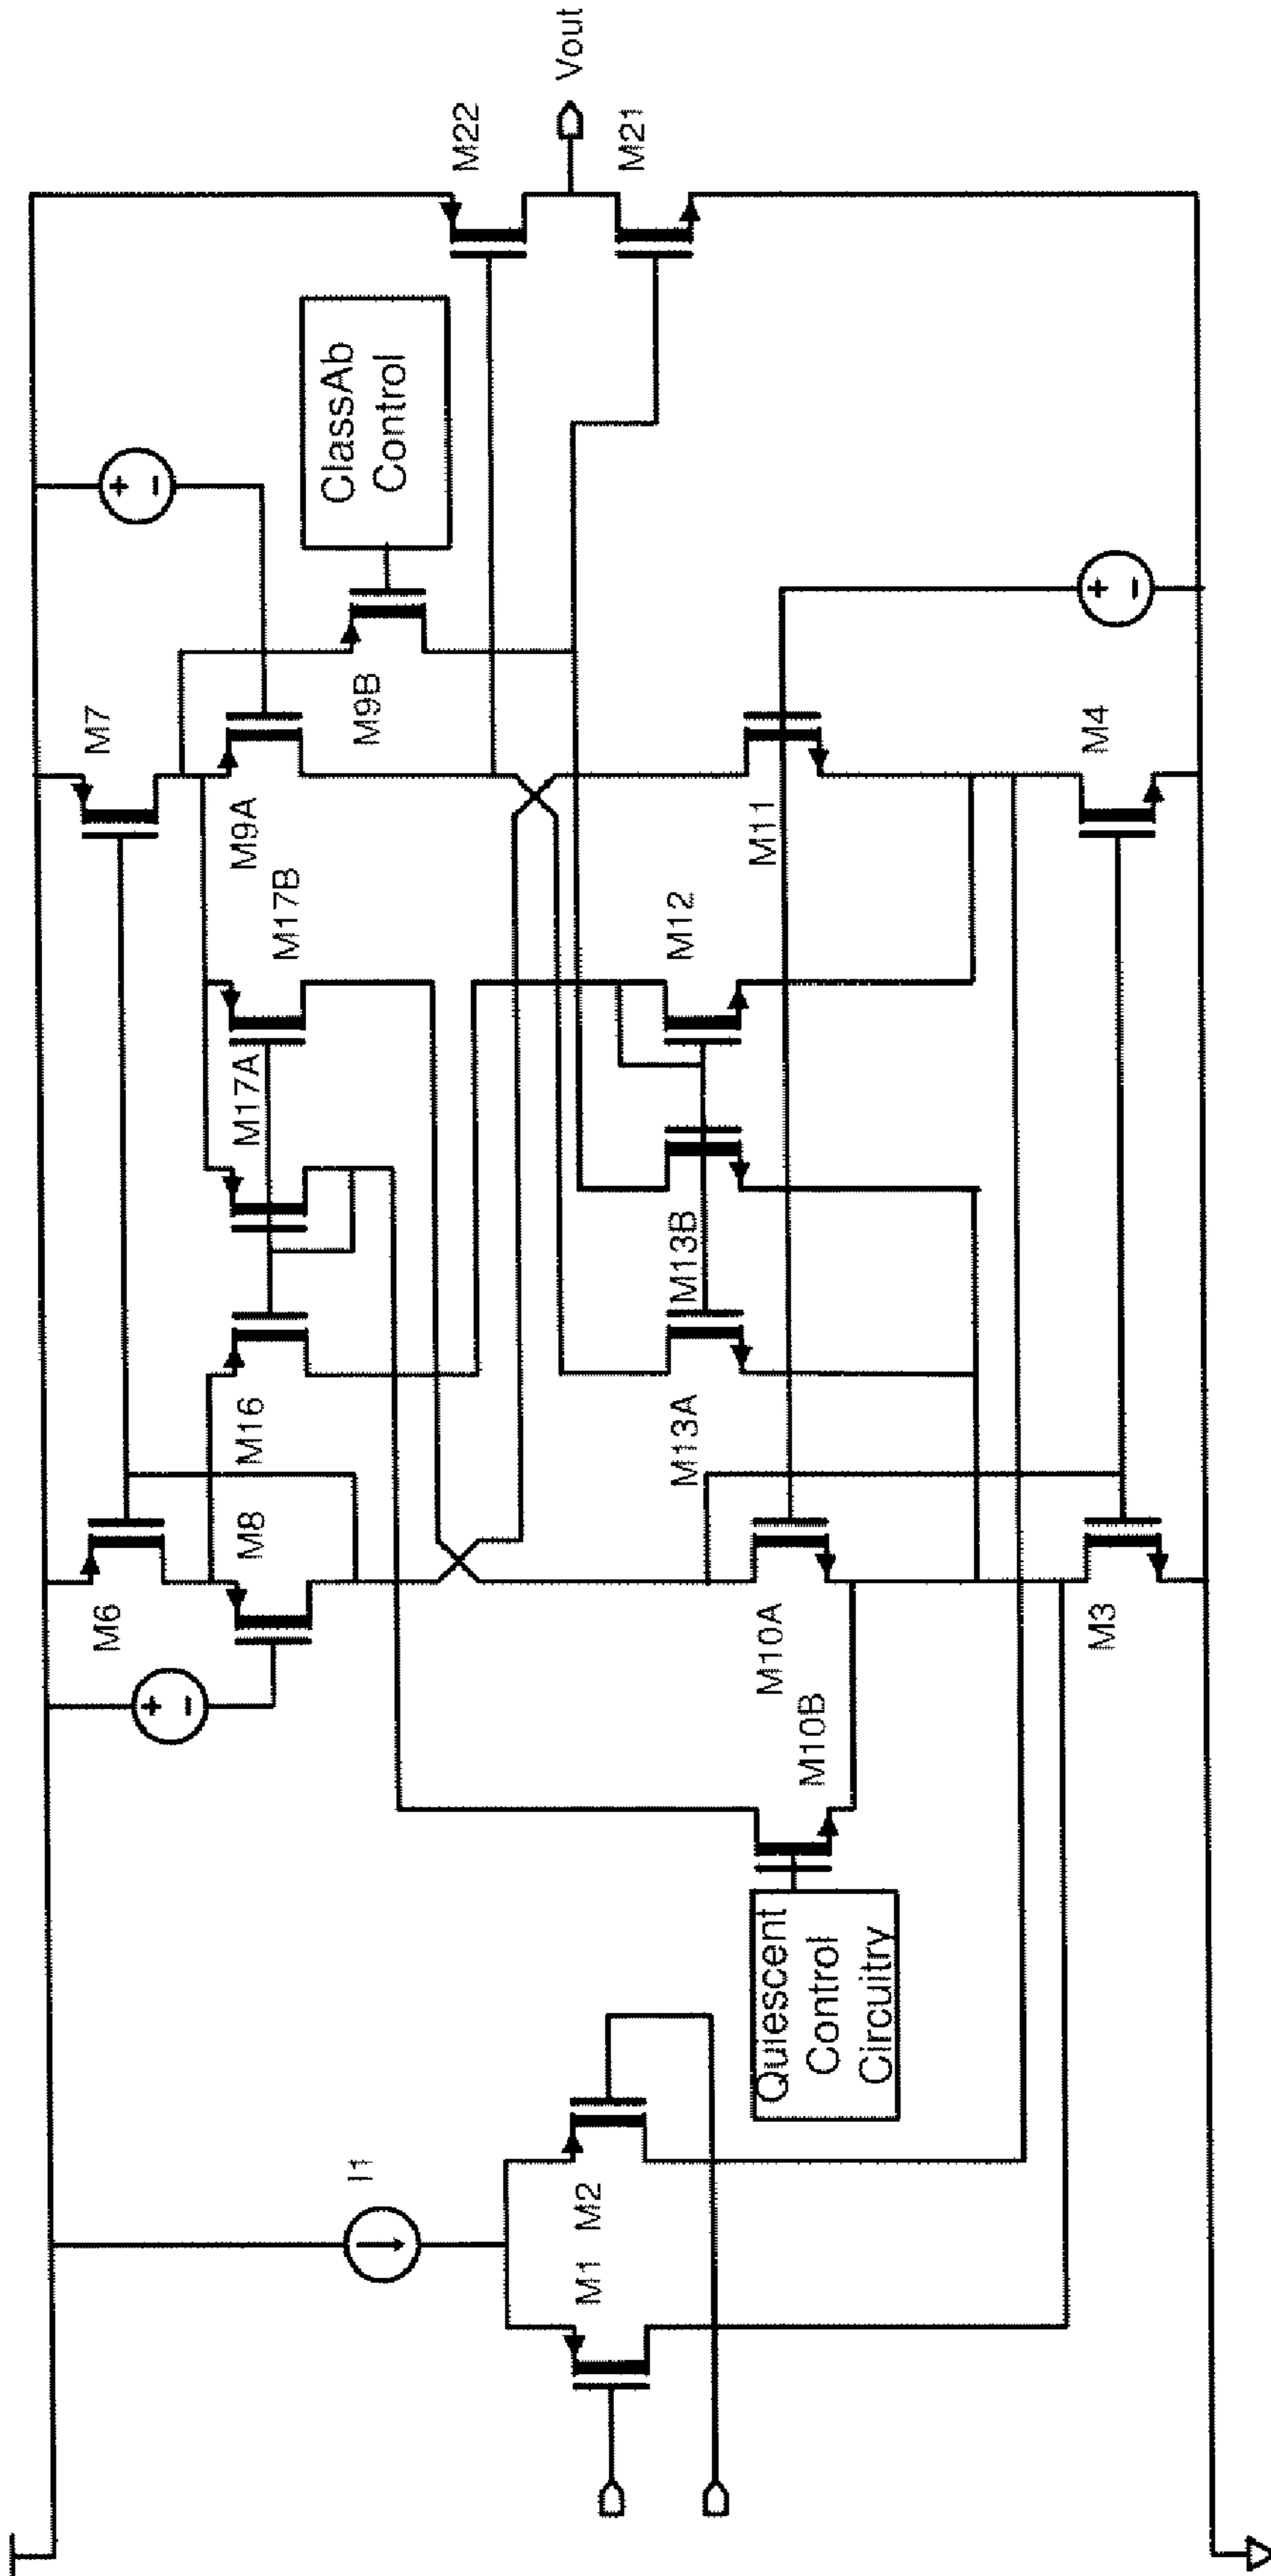 I1
M1
M2
Quiescent
Control
Circuitry
M6
M8
M16
M17A
M17B
M9A
M7
M9B
ClassAb
Control
M22
Vout
M21
M10B
M10A
M13A
M13B
M12
M11
M3
M4
+
-
+
-
+
-